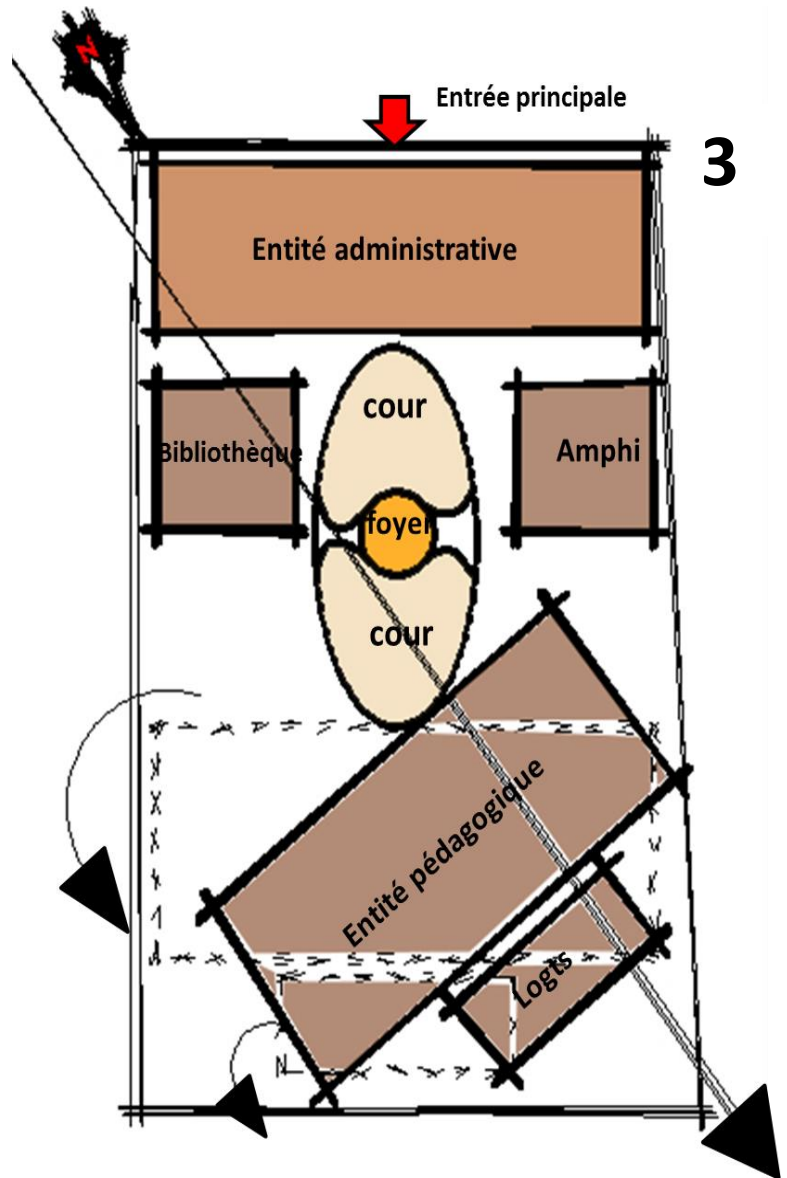 N
Entrée principale
3
Entité administrative
cour
Bibliothèque
Amphi
foyer
cour
Entité pédagogique
Logts